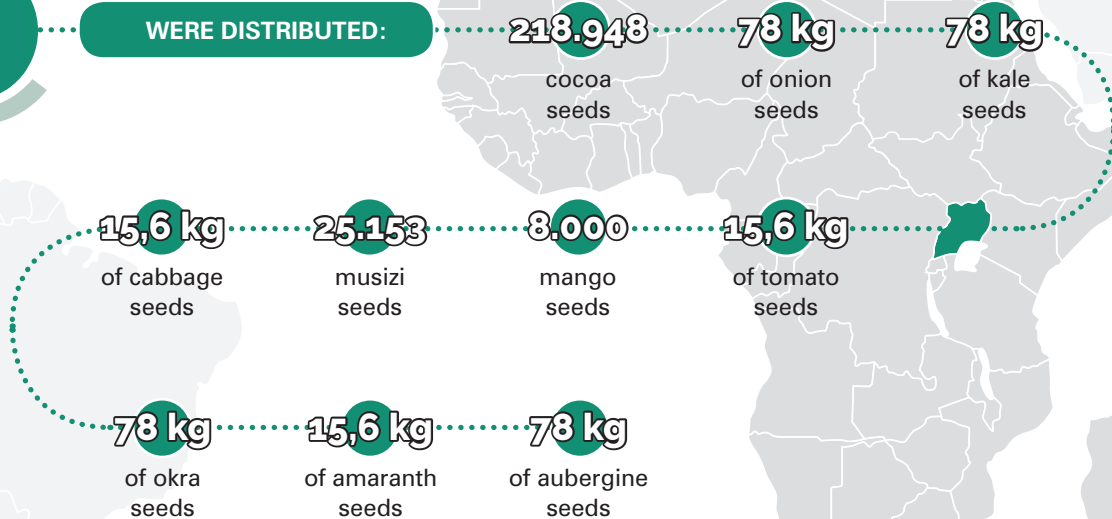 WERE DISTRIBUTED:
218.948
cocoa
seeds
78 kg
of onion
seeds
78 kg
of kale
seeds
15,6 kg
of cabbage
seeds
25.153
musizi
seeds
8.000
mango
seeds
15,6 kg
of tomato
seeds
78 kg
of okra
seeds
15,6 kg
of amaranth
seeds
78 kg
of aubergine
seeds